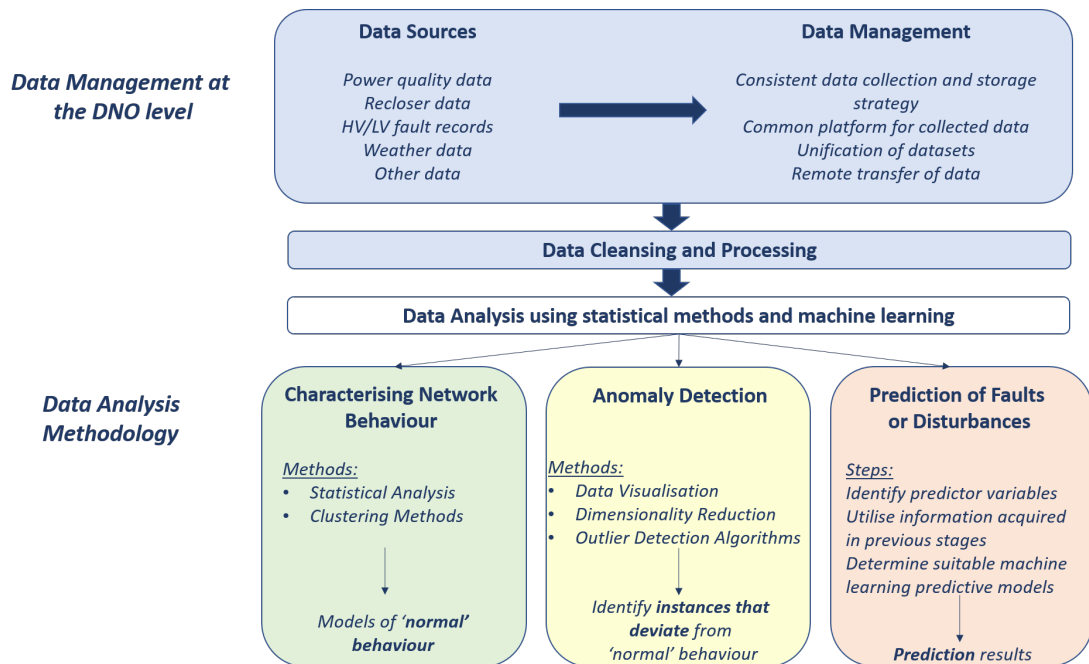 Data Management at
the DNO level
Data Sources
Power quality data
Recloser data
HV/LV fault records
Weather data
Other data
Data Management
Consistent data collection and storage
strategy
Common platform for collected data
Unification of datasets
Remote transfer of data
Data Cleansing and Processing
Data Analysis using statistical methods and machine learning
Data Analysis
Methodology
Characterising Network
Behaviour
Methods:
• Statistical Analysis
• Clustering Methods
Models of ‘normal’
behaviour
Anomaly Detection
Methods:
• Data Visualisation
• Dimensionality Reduction
• Outlier Detection Algorithms
Identify instances that
deviate from
‘normal’ behaviour
Prediction of Faults
or Disturbances
Steps:
Identify predictor variables
Utilise information acquired
in previous stages
Determine suitable machine
learning predictive models
Prediction results